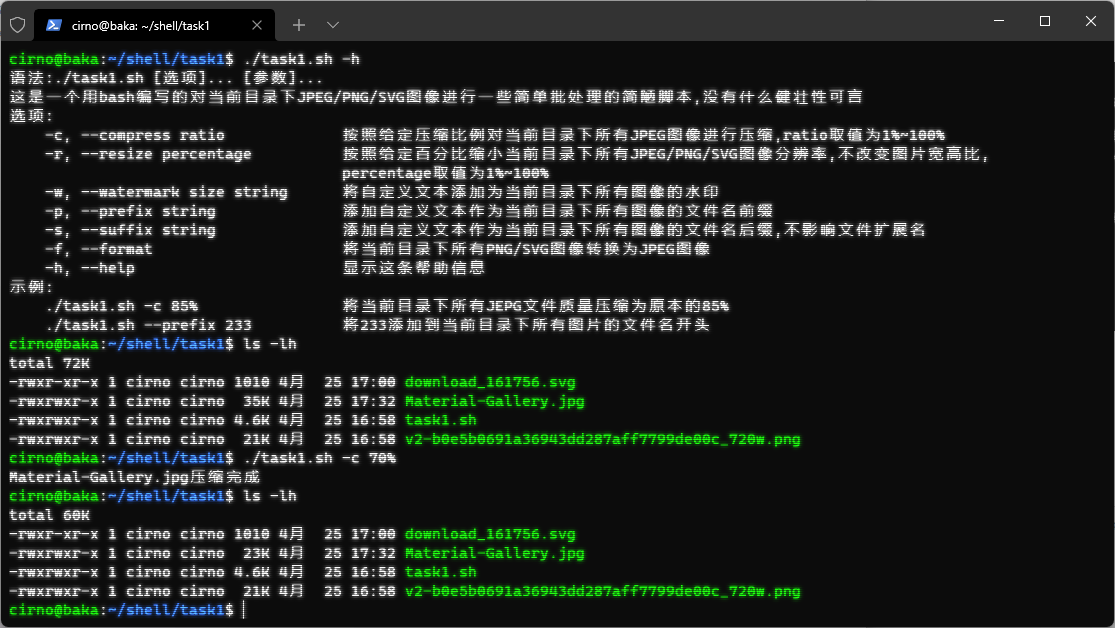 cirno@baka: ~/shell/task1
cirno@baka:~/shell/task1$ ./task1.sh -h
语法:./task1.sh [选项]... [参数]...
这是一个用bash编写的对当前目录下JPEG/PNG/SVG图像进行一些简单批处理的简陋脚本,没有什么健壮性可言
选项:
-c, --compress ratio 按照给定压缩比例对当前目录下所有JPEG图像进行压缩,ratio取值为1%~100%
-r, --resize percentage 按照给定百分比缩小当前目录下所有JPEG/PNG/SVG图像分辨率,不改变图片宽高比,
percentage取值为1%~100%
-w, --watermark size string 将自定义文本添加为当前目录下所有图像的水印
-p, --prefix string 添加自定义文本作为当前目录下所有图像的文件名前缀
-s, --suffix string 添加自定义文本作为当前目录下所有图像的文件名后缀,不影响文件扩展名
-f, --format 将当前目录下所有PNG/SVG图像转换为JPEG图像
-h, --help 显示这条帮助信息
示例:
./task1.sh -c 85% 将当前目录下所有JEPG文件质量压缩为原本的85%
./task1.sh --prefix 233 将233添加到当前目录下所有图片的文件名开头
cirno@baka:~/shell/task1$ ls -lh
total 72K
-rwxr-xr-x 1 cirno cirno 1010 4月  25 17:00 download_161756.svg
-rwxrwxr-x 1 cirno cirno  35K 4月  25 17:32 Material-Gallery.jpg
-rwxrwxr-x 1 cirno cirno 4.6K 4月  25 16:58 task1.sh
-rwxrwxr-x 1 cirno cirno  21K 4月  25 16:58 v2-b0e5b0691a36943dd287aff7799de00c_720w.png
cirno@baka:~/shell/task1$ ./task1.sh -c 70%
Material-Gallery.jpg压缩完成
cirno@baka:~/shell/task1$ ls -lh
total 60K
-rwxrwxr-x 1 cirno cirno 1010 4月  25 17:00 download_161756.svg
-rwxrwxr-x 1 cirno cirno  23K 4月  25 17:32 Material-Gallery.jpg
-rwxrwxr-x 1 cirno cirno 4.6K 4月  25 16:58 task1.sh
-rwxrwxr-x 1 cirno cirno  21K 4月  25 16:58 v2-b0e5b0691a36943dd287aff7799de00c_720w.png
cirno@baka:~/shell/task1$